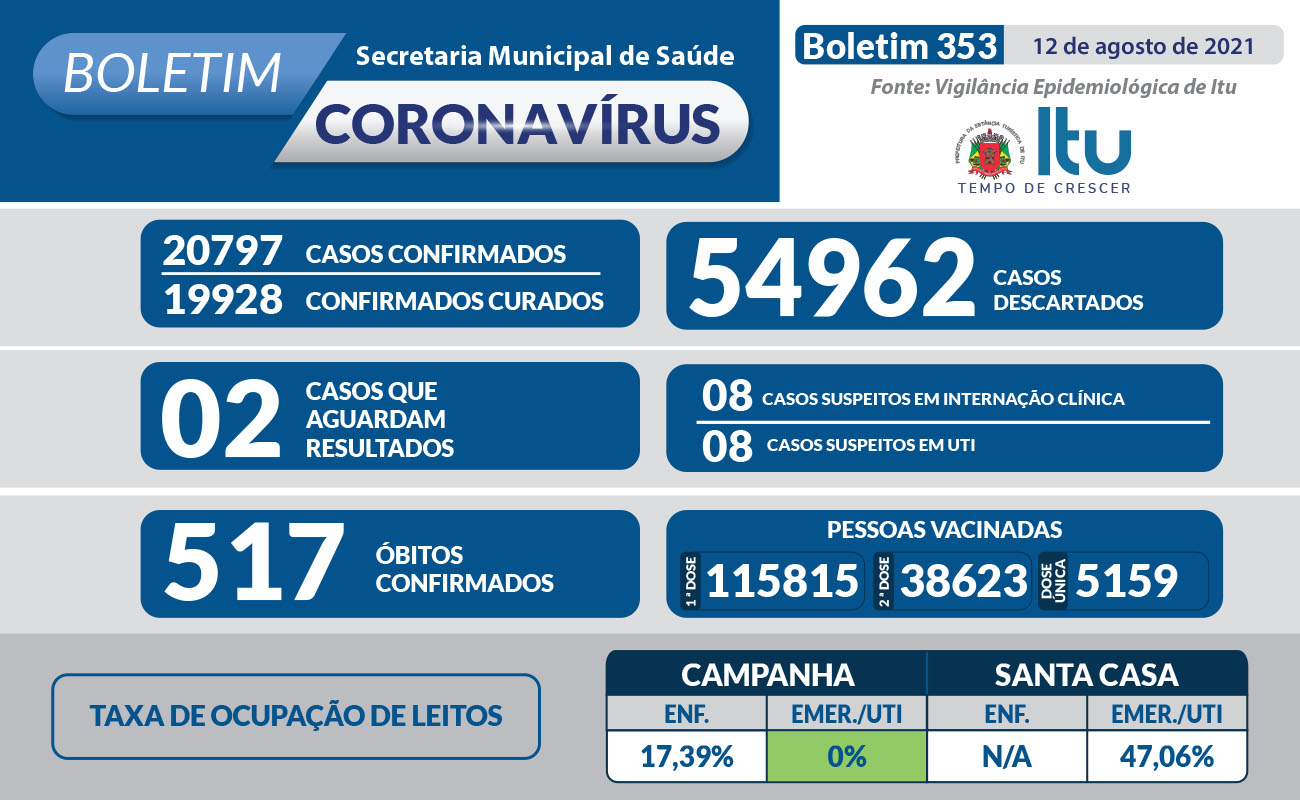 BOLETIM
Secretaria Municipal de Saúde
CORONAVÍRUS
Boletim 353
12 de agosto de 2021
Fonte: Vigilância Epidemiológica de Itu
PREFEITURA DA ESTÂNCIA TURÍSTICA DE ITU
Itu
TEMPO DE CRESCER
20797 CASOS CONFIRMADOS
19928 CONFIRMADOS CURADOS
54962 CASOS
DESCARTADOS
02 CASOS QUE
AGUARDAM
RESULTADOS
08 CASOS SUSPEITOS EM INTERNAÇÃO CLÍNICA
08 CASOS SUSPEITOS EM UTI
517 ÓBITOS
CONFIRMADOS
PESSOAS VACINADAS
1ª DOSE 115815
2ª DOSE 38623
DOSE
ÚNICA 5159
TAXA DE OCUPAÇÃO DE LEITOS
CAMPANHA SANTA CASA
ENF. EMER./UTI ENF. EMER./UTI
17,39% 0% N/A 47,06%